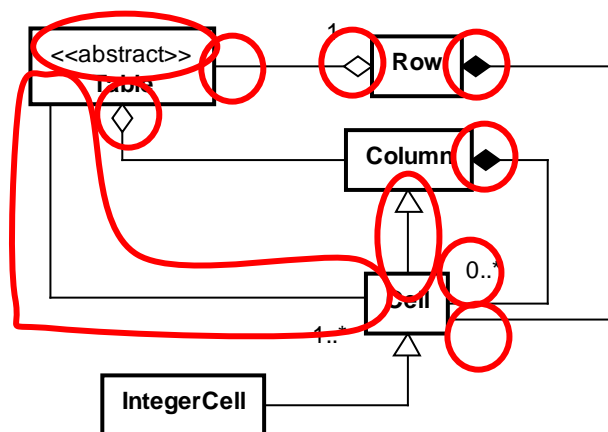 1
<<abstract>>
Table
Row
Column
0..*
Cell
1..*
IntegerCell